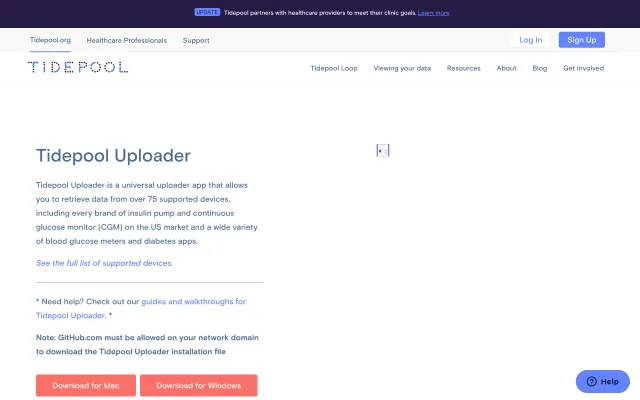 UPDATE Tidepool partners with healthcare providers to meet their clinic goals. Learn more
Tidepool.org Healthcare Professionals Support Log In Sign Up
TIDEPOOL Tidepool Loop Viewing your data Resources About Blog Get involved
Tidepool Uploader
Tidepool Uploader is a universal uploader app that allows
you to retrieve data from over 75 supported devices,
including every brand of insulin pump and continuous
glucose monitor (CGM) on the US market and a wide variety
of blood glucose meters and diabetes apps.
See the full list of supported devices.
* Need help? Check out our guides and walkthroughs for
Tidepool Uploader. *
Note: GitHub.com must be allowed on your network domain
to download the Tidepool Uploader installation file
Download for Mac Download for Windows
Help